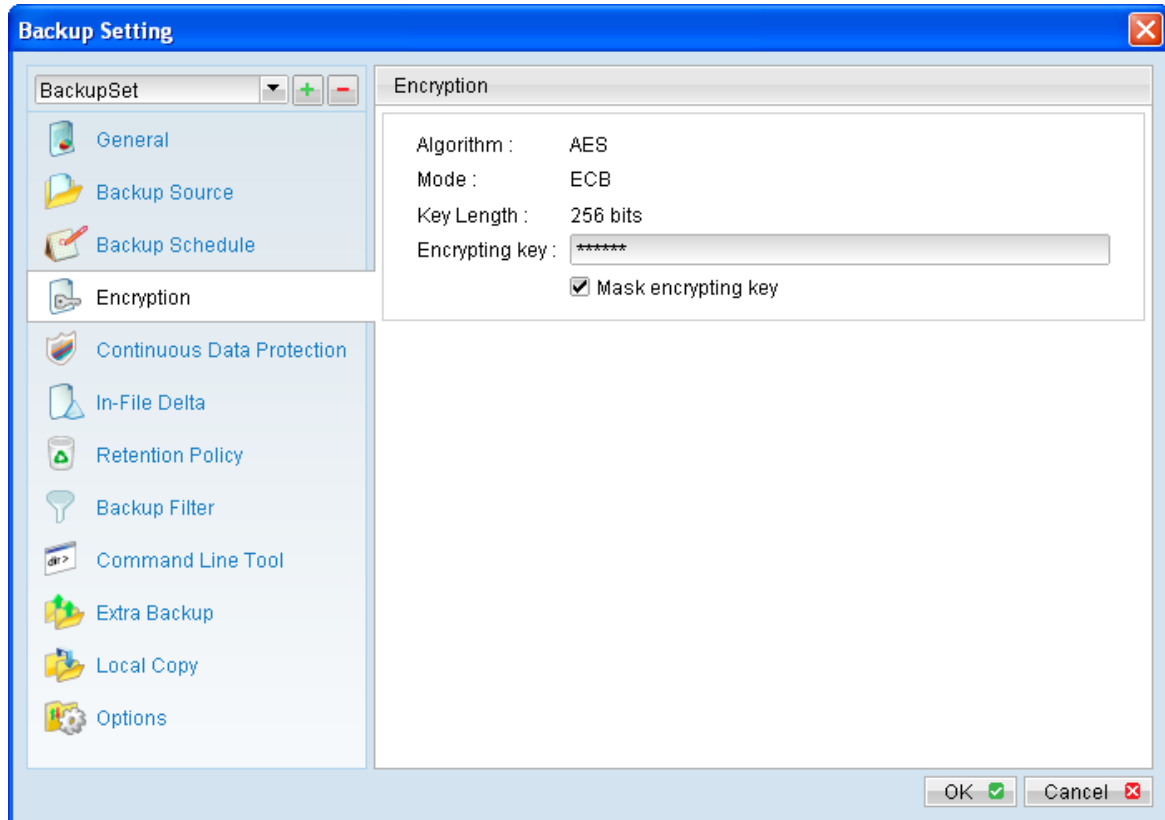 Backup Setting
BackupSet
General
Backup Source
Backup Schedule
Encryption
Continuous Data Protection
In-File Delta
Retention Policy
Backup Filter
dir>
Command Line Tool
Extra Backup
Local Copy
Options
Encryption
Algorithm : AES
Mode : ECB
Key Length : 256 bits
Encrypting key : ******
Mask encrypting key
OK
Cancel